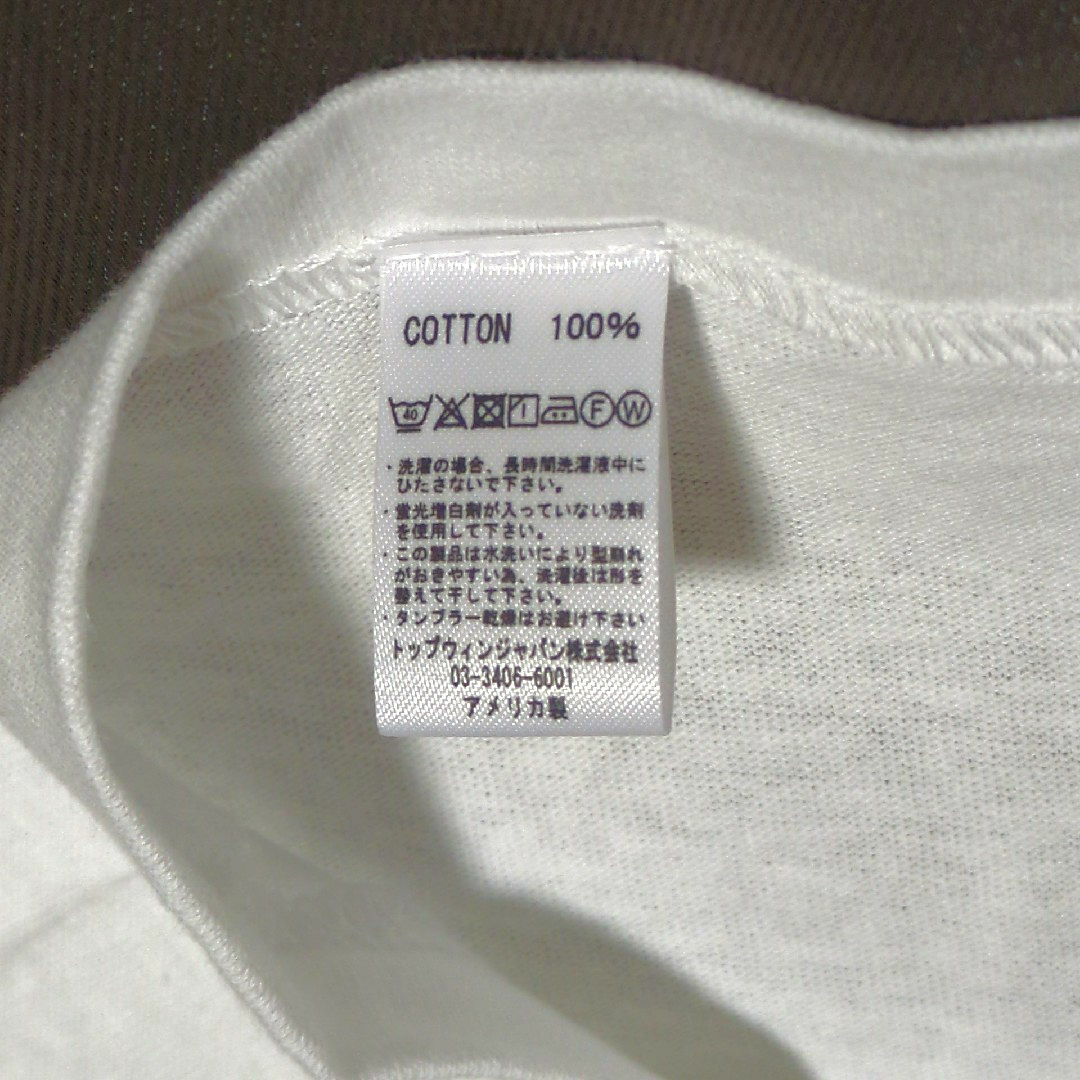 COTTON 100%
40
F W
・洗濯の場合、長時間洗濯液中に
ひたさないで下さい。
・蛍光増白剤が入っていない洗剤
を使用して下さい。
・この製品は水洗いにより型崩れ
がおきやすい為、洗濯後は形を
整えて干して下さい。
・タンブラー乾燥はお避け下さい
トップウィンジャパン株式会社
03-3406-6001
アメリカ製